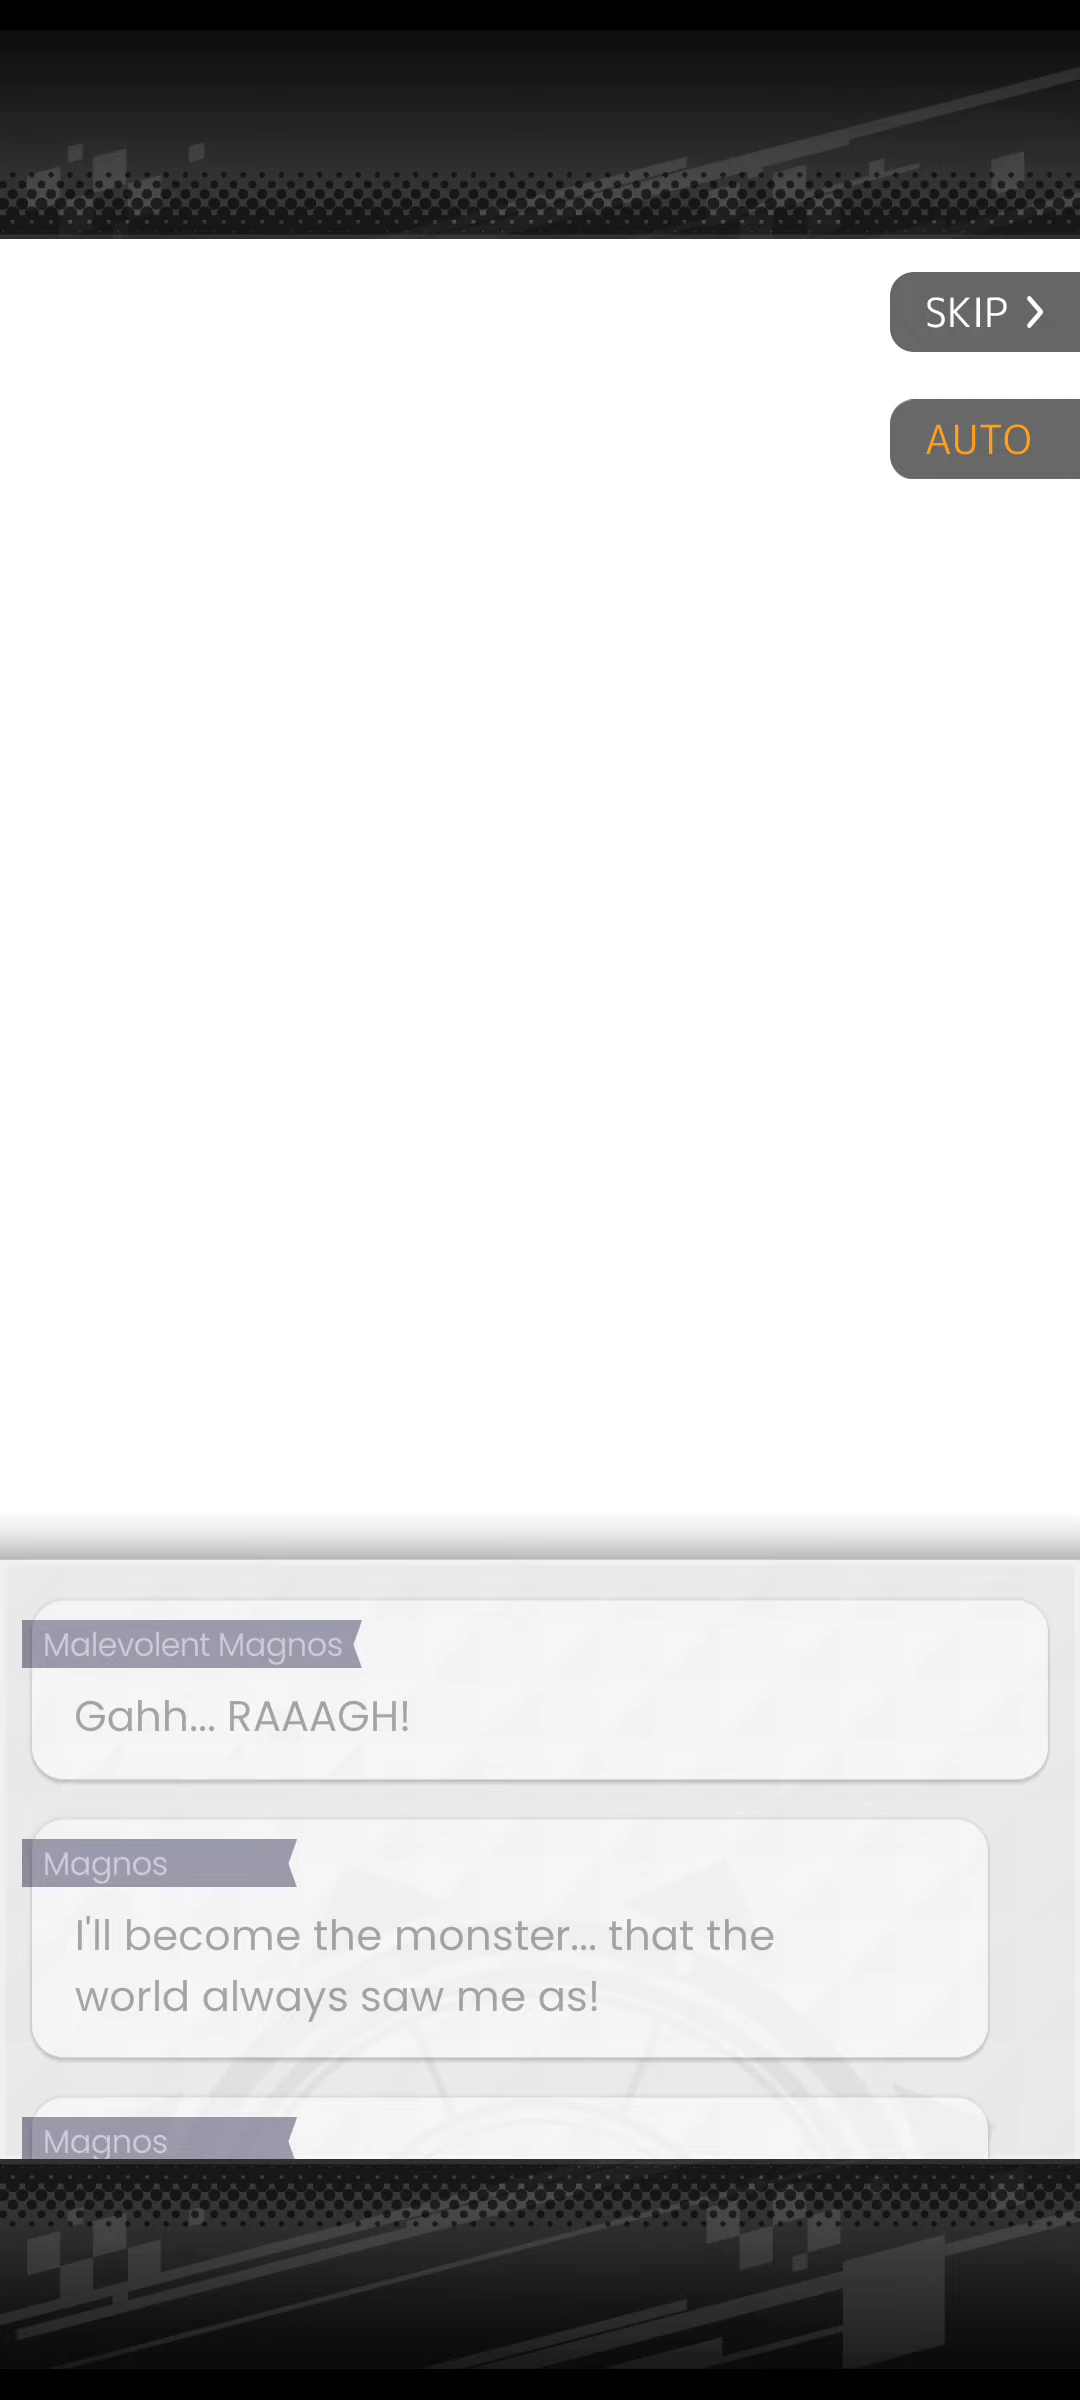 SKIP
AUTO
Malevolent Magnos
Gahh... RAAAGH!
Magnos
I'll become the monster... that the
world always saw me as!
Magnos